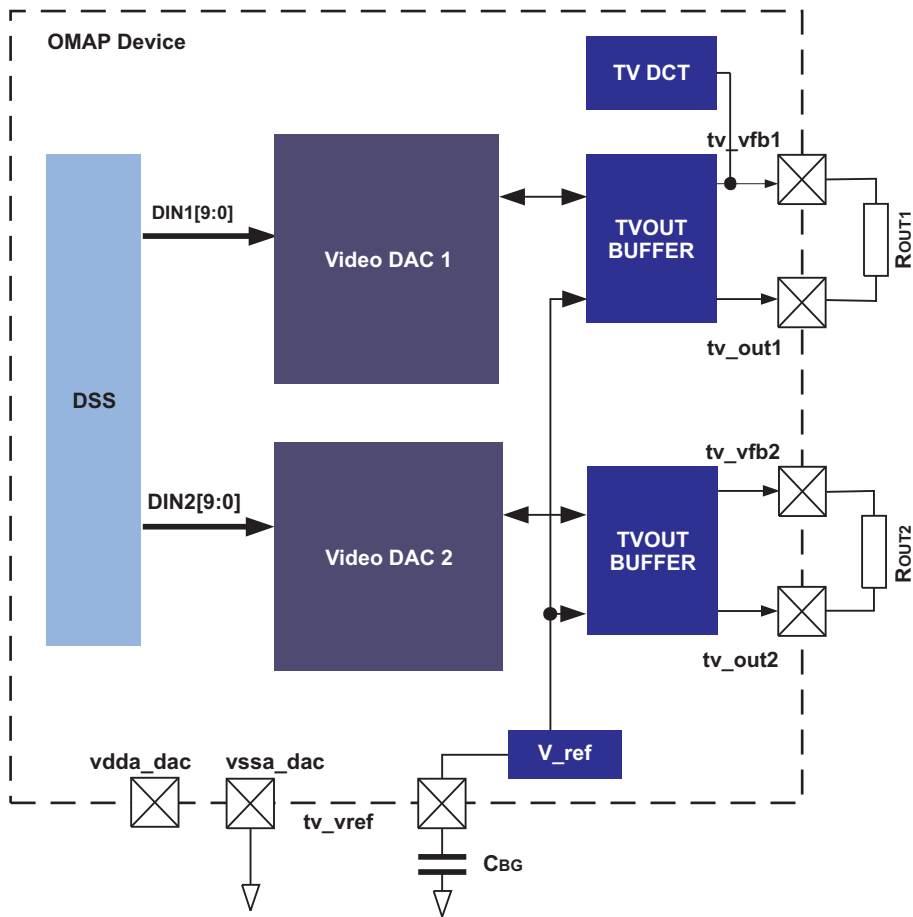 OMAP Device
TV DCT
tv_vfb1
DIN1[9:0]
Video DAC 1
TVOUT
BUFFER
ROUT1
tv_out1
DSS
tv_vfb2
DIN2[9:0]
Video DAC 2
TVOUT
BUFFER
ROUT2
tv_out2
V_ref
vdda_dac
vssa_dac
tv_vref
CBG